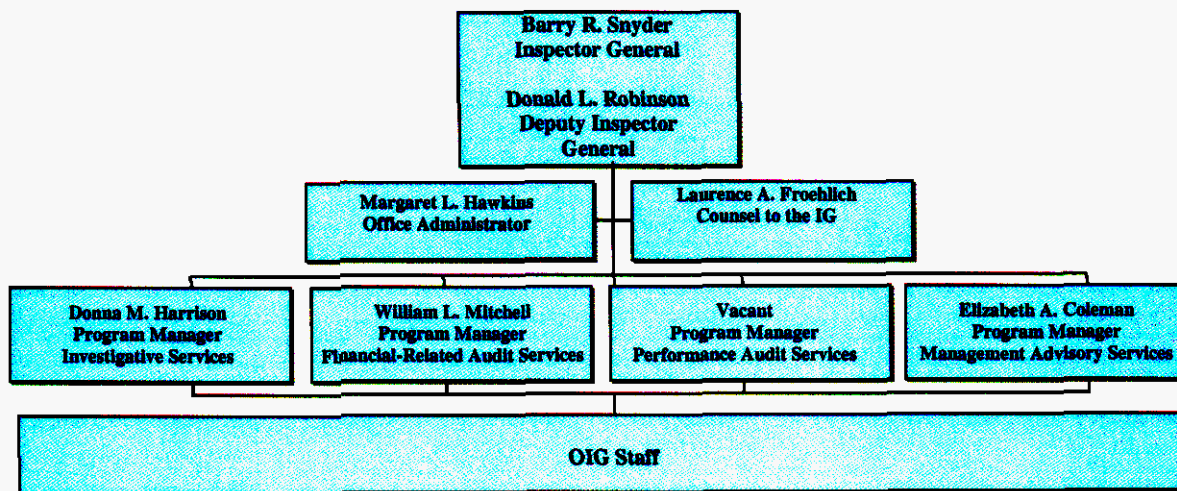 Barry R. Snyder
Inspector General
Donald L. Robinson
Deputy Inspector
General
Margaret L. Hawkins
Office Administrator
Laurence A. Froehlich
Counsel to the IG
Donna M. Harrison
Program Manager
Investigative Services
William L. Mitchell
Program Manager
Financial-Related Audit Services
Vacant
Program Manager
Performance Audit Services
Elizabeth A. Coleman
Program Manager
Management Advisory Services
OIG Staff